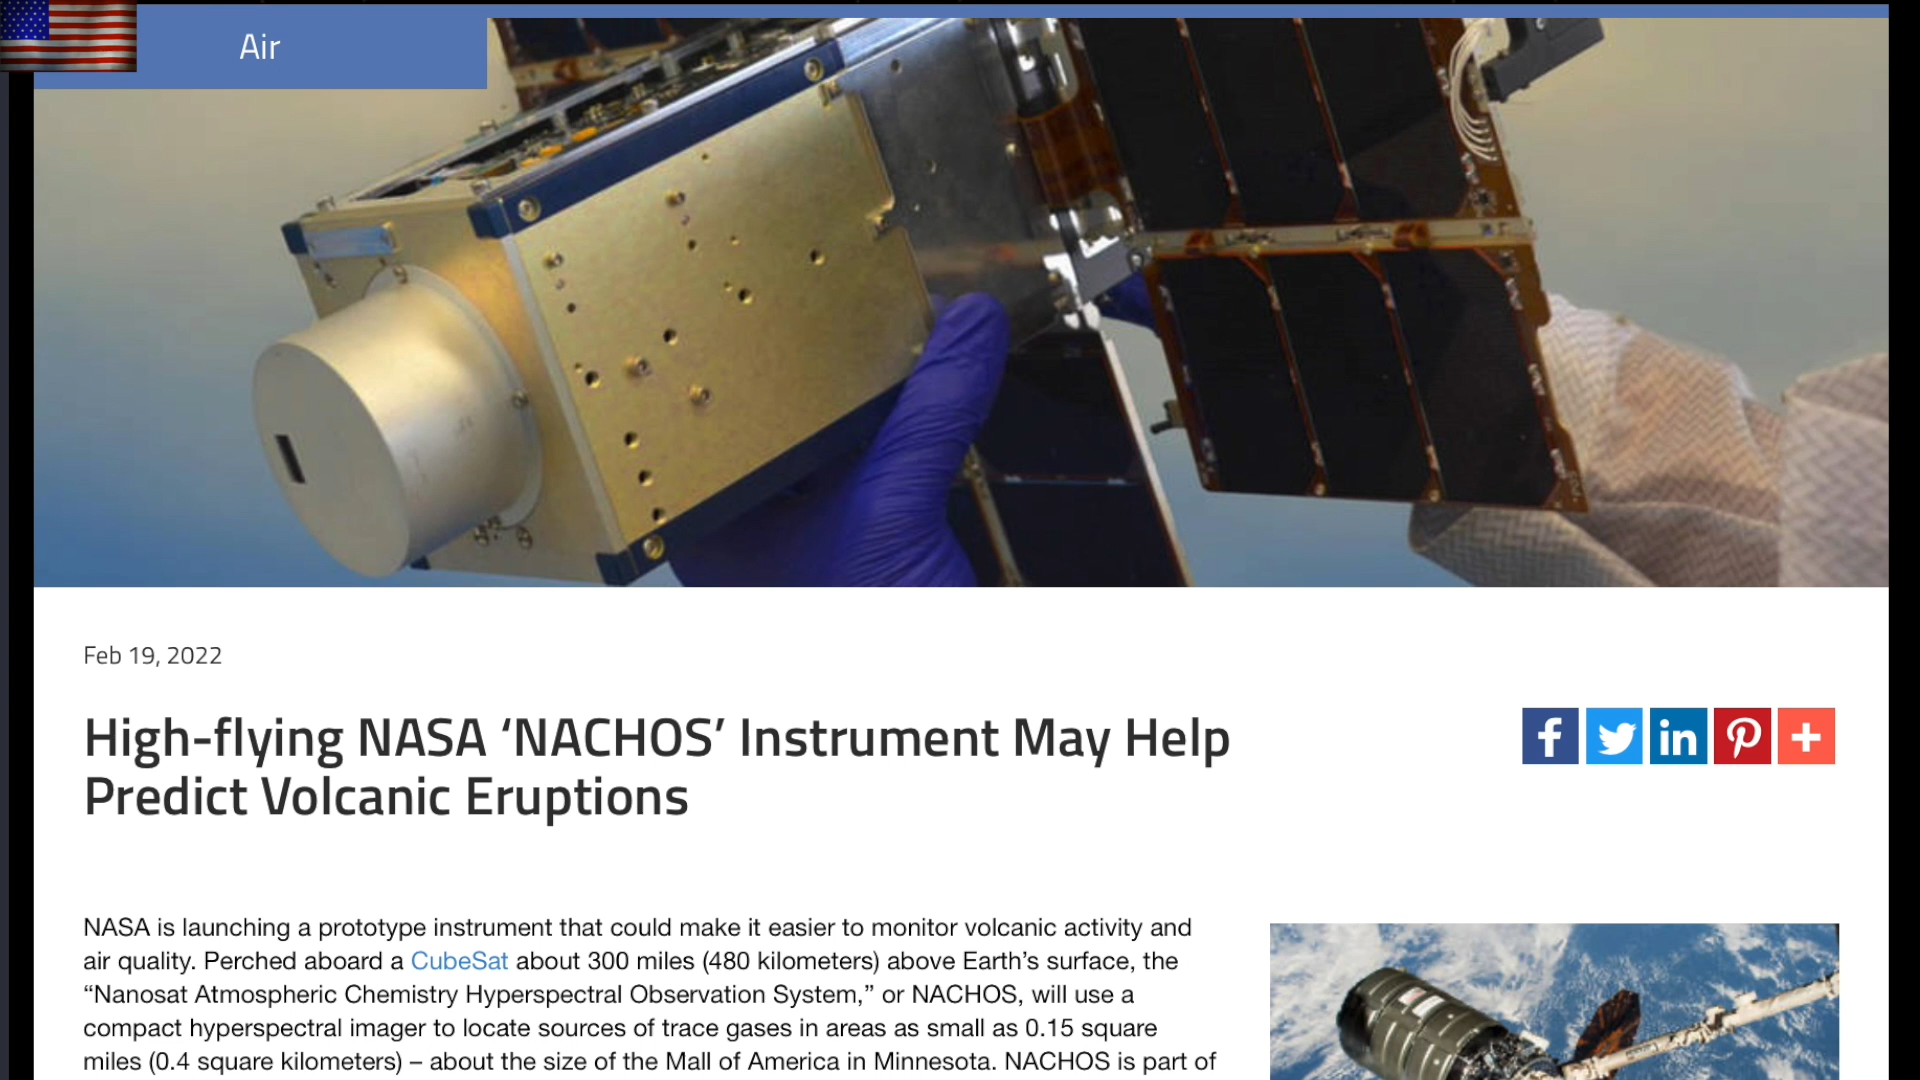 Air
Feb 19, 2022
High-flying NASA ‘NACHOS’ Instrument May Help
Predict Volcanic Eruptions
NASA is launching a prototype instrument that could make it easier to monitor volcanic activity and
air quality. Perched aboard a CubeSat about 300 miles (480 kilometers) above Earth’s surface, the
“Nanosat Atmospheric Chemistry Hyperspectral Observation System,” or NACHOS, will use a
compact hyperspectral imager to locate sources of trace gases in areas as small as 0.15 square
miles (0.4 square kilometers) – about the size of the Mall of America in Minnesota. NACHOS is part of